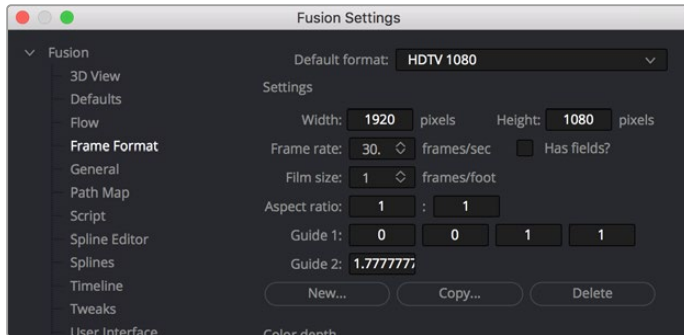 Fusion Settings
Fusion
3D View
Defaults
Flow
Frame Format
General
Path Map
Script
Spline Editor
Splines
Timeline
Tweaks
User Interface
Default format: HDTV 1080
Settings
Width: 1920 pixels Height: 1080 pixels
Frame rate: 30. frames/sec Has fields?
Film size: 1 frames/foot
Aspect ratio: 1 : 1
Guide 1: 0 0 1 1
Guide 2: 1.7777777
New... Copy... Delete
Color depth